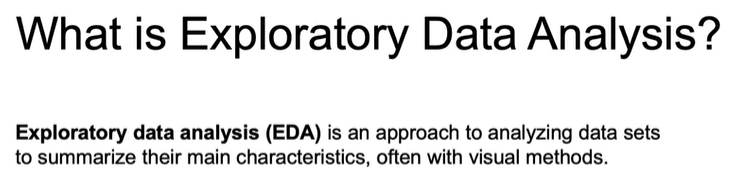 What is Exploratory Data Analysis?
Exploratory data analysis (EDA) is an approach to analyzing data sets
to summarize their main characteristics, often with visual methods.